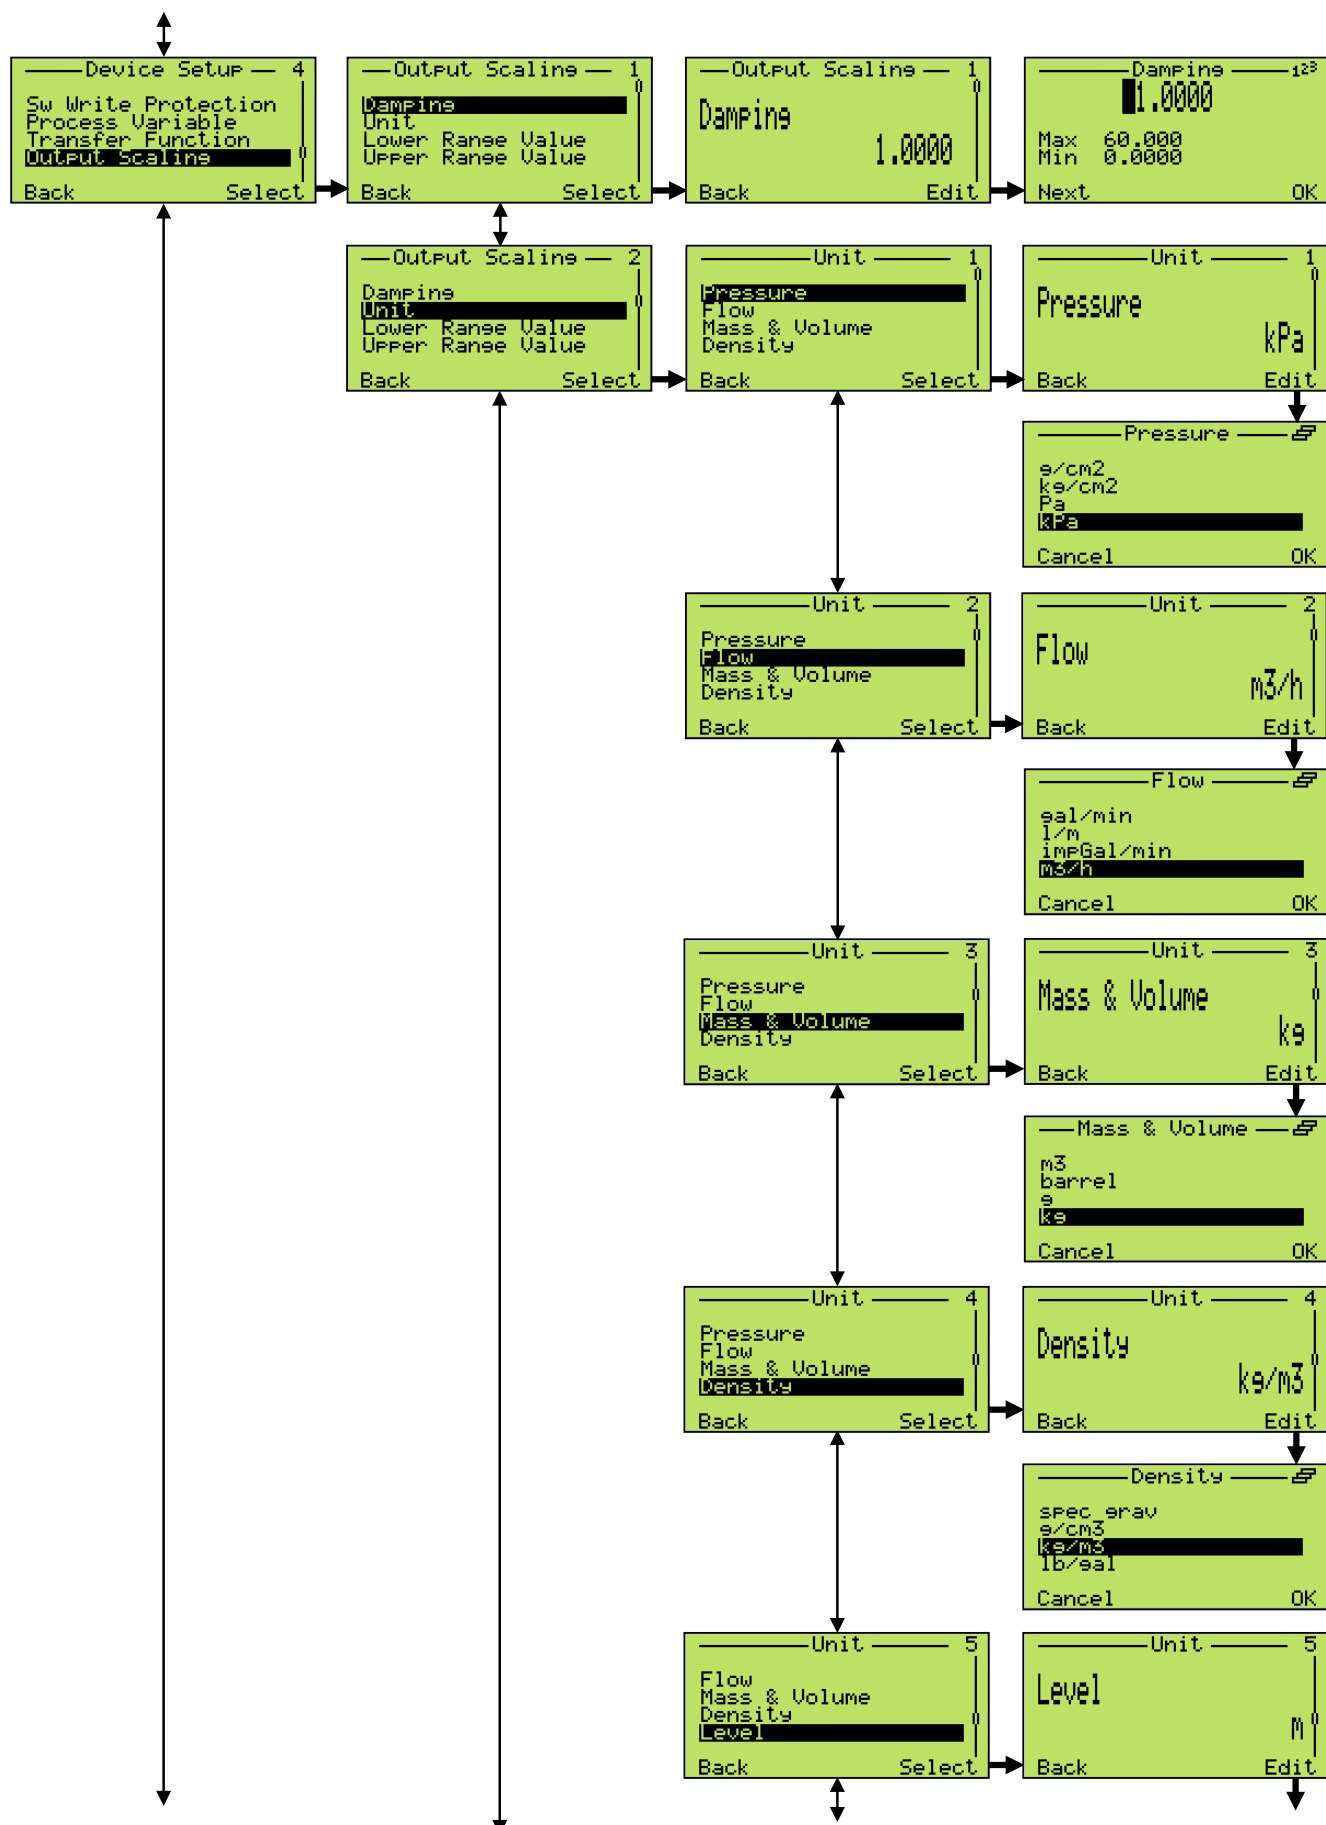 Device Setup 4
Sw Write Protection
Process Variable
Transfer Function
Output Scaling
Back Select
Output Scaling 1
Damping
Unit
Lower Range Value
Upper Range Value
Back Select
Output Scaling 1
Damping
1.0000
Back Edit
Damping 123
1.0000
Max 60.000
Min 0.0000
Next OK
Output Scaling 2
Damping
Unit
Lower Range Value
Upper Range Value
Back Select
Unit 1
Pressure
Flow
Mass & Volume
Density
Back Select
Unit 1
Pressure
kPa
Back Edit
Pressure
g/cm2
kg/cm2
Pa
kPa
Cancel OK
Unit 2
Pressure
Flow
Mass & Volume
Density
Back Select
Unit 2
Flow
m3/h
Back Edit
Flow
gal/min
l/m
impGal/min
m3/h
Cancel OK
Unit 3
Pressure
Flow
Mass & Volume
Density
Back Select
Unit 3
Mass & Volume
kg
Back Edit
Mass & Volume
m3
barrel
g
kg
Cancel OK
Unit 4
Pressure
Flow
Mass & Volume
Density
Back Select
Unit 4
Density
kg/m3
Back Edit
Density
spec_grav
g/cm3
kg/m3
lb/gal
Cancel OK
Unit 5
Flow
Mass & Volume
Density
Level
Back Select
Unit 5
Level
m
Back Edit